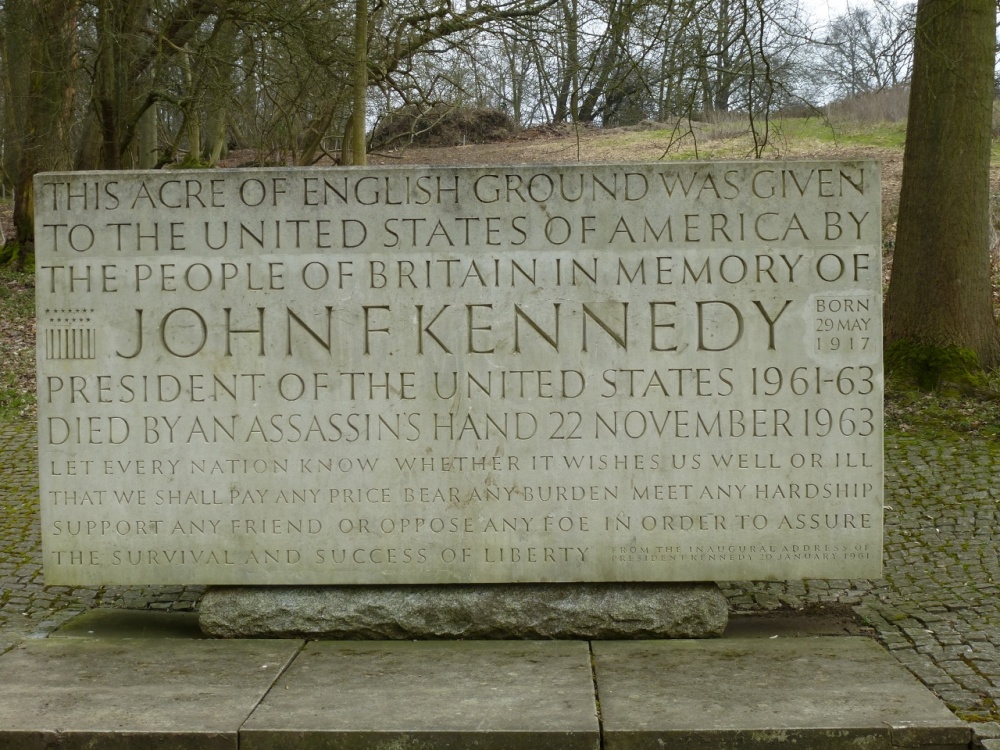 THIS ACRE OF ENGLISH GROUND WAS GIVEN
TO THE UNITED STATES OF AMERICA BY
THE PEOPLE OF BRITAIN IN MEMORY OF
JOHN F. KENNEDY
BORN
29 MAY
1917
PRESIDENT OF THE UNITED STATES 1961-63
DIED BY AN ASSASSIN'S HAND 22 NOVEMBER 1963
LET EVERY NATION KNOW WHETHER IT WISHES US WELL OR ILL
THAT WE SHALL PAY ANY PRICE BEAR ANY BURDEN MEET ANY HARDSHIP
SUPPORT ANY FRIEND OR OPPOSE ANY FOE IN ORDER TO ASSURE
THE SURVIVAL AND SUCCESS OF LIBERTY
FROM THE INAUGURAL ADDRESS OF
PRESIDENT KENNEDY 20 JANUARY 1961